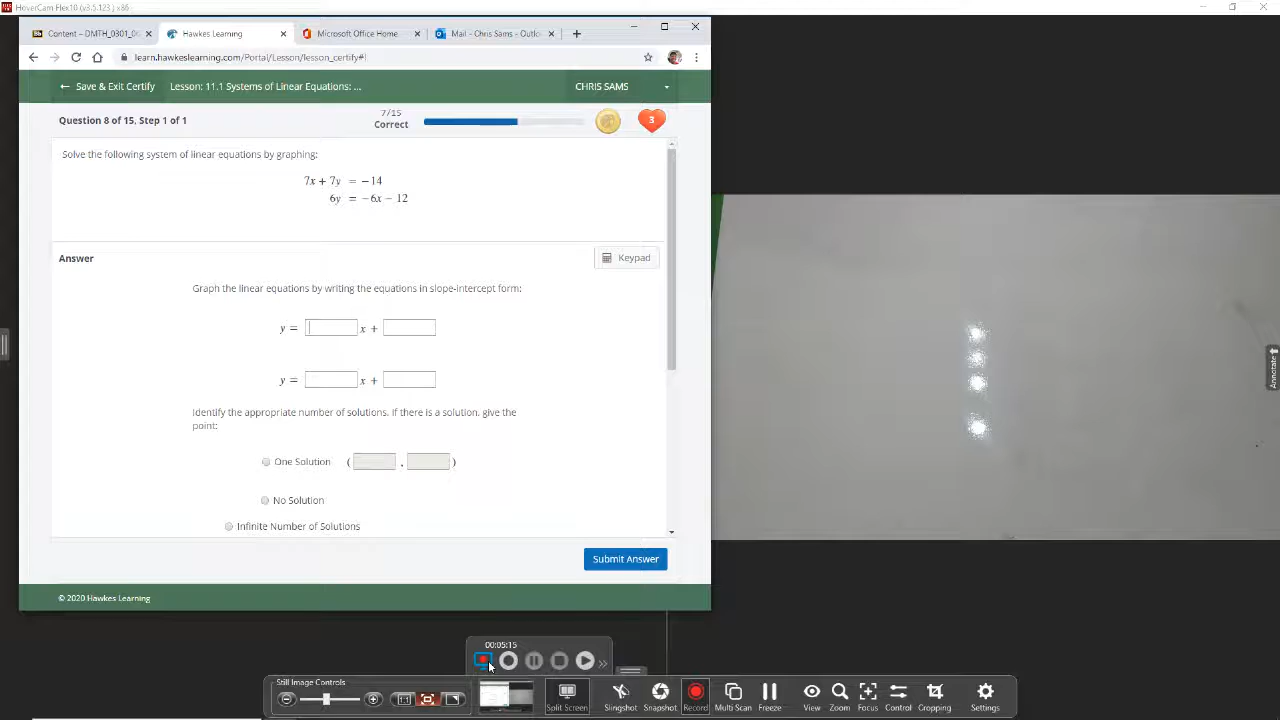 HoverCam Flex10 (v3.5.123) x86
Content – DMTH_0301_0
Hawkes Learning
Microsoft Office Home
Mail - Chris Sams - Outlo
learn.hawkeslearning.com/Portal/Lesson/lesson_certify#!
← Save & Exit Certify
Lesson: 11.1 Systems of Linear Equations: ...
CHRIS SAMS
Question 8 of 15, Step 1 of 1
7/15
Correct
3
Solve the following system of linear equations by graphing:
7x + 7y = −14
6y = −6x − 12
Answer
Keypad
Graph the linear equations by writing the equations in slope-intercept form:
y = x +
y = x +
Identify the appropriate number of solutions. If there is a solution, give the
point:
One Solution ( , )
No Solution
Infinite Number of Solutions
Submit Answer
© 2020 Hawkes Learning
Annotate
00:05:15
Still Image Controls
1:1
Split Screen
Slingshot
Snapshot
Record
Multi Scan
Freeze
View
Zoom
Focus
Control
Cropping
Settings